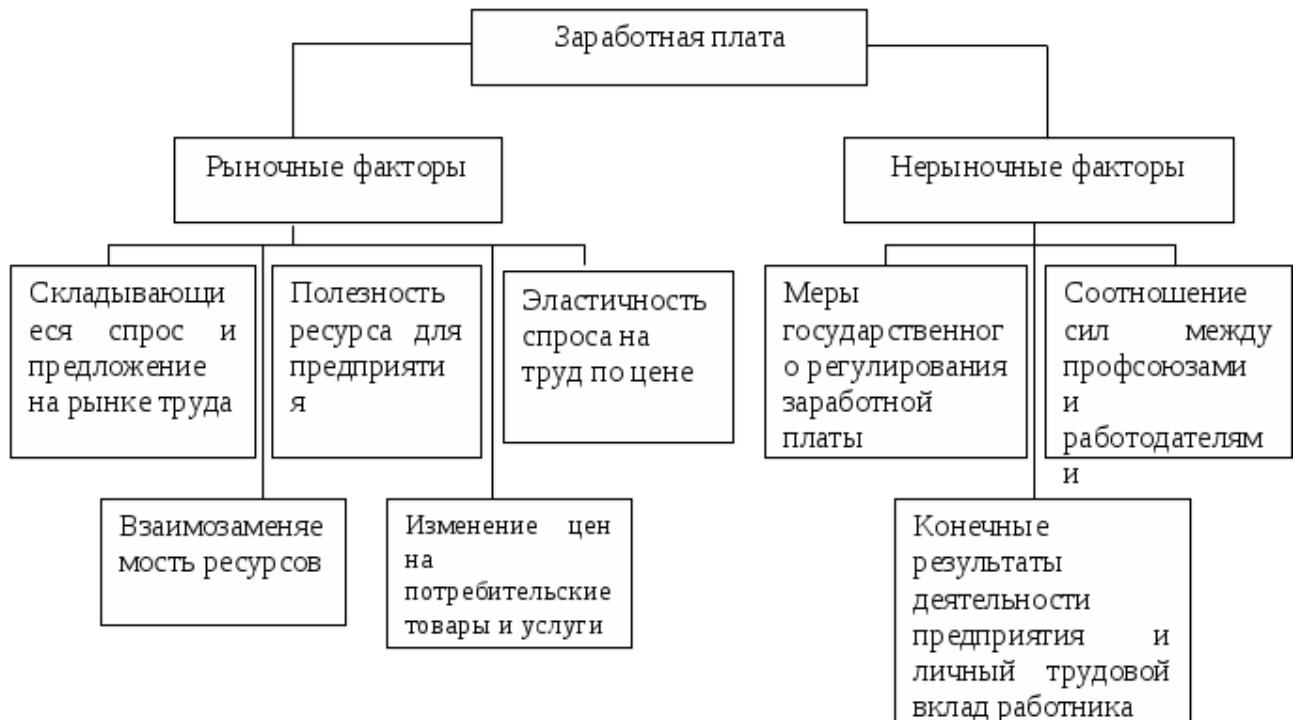 Заработная плата
Рыночные факторы
Нерыночные факторы
Складывающи
еся спрос и
предложение
на рынке труда
Полезность
ресурса для
предприяти
я
Эластичность
спроса на
труд по цене
Меры
государственног
о регулирования
заработной
платы
Соотношение
сил между
профсоюзами
и
работодателям
и
Взаимозаменяе
мость ресурсов
Изменение цен
на
потребительские
товары и услуги
Конечные
результаты
деятельности
предприятия и
личный трудовой
вклад работника